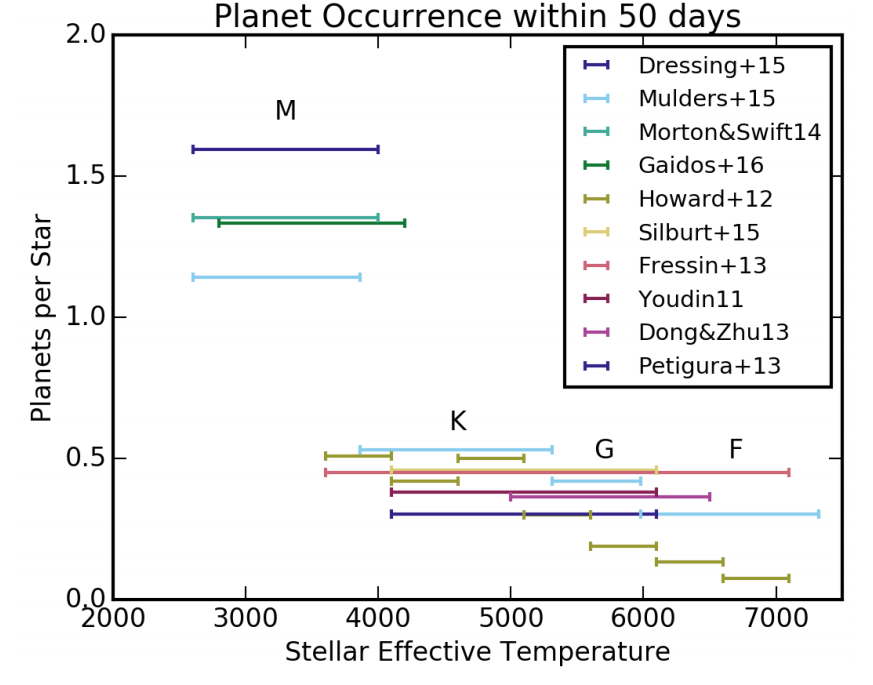 Planet Occurrence within 50 days
2.0
1.5
1.0
0.5
0.0
Planets per Star
M
K
G
F
Dressing+15
Mulders+15
Morton&Swift14
Gaidos+16
Howard+12
Silburt+15
Fressin+13
Youdin11
Dong&Zhu13
Petigura+13
2000 3000 4000 5000 6000 7000
Stellar Effective Temperature